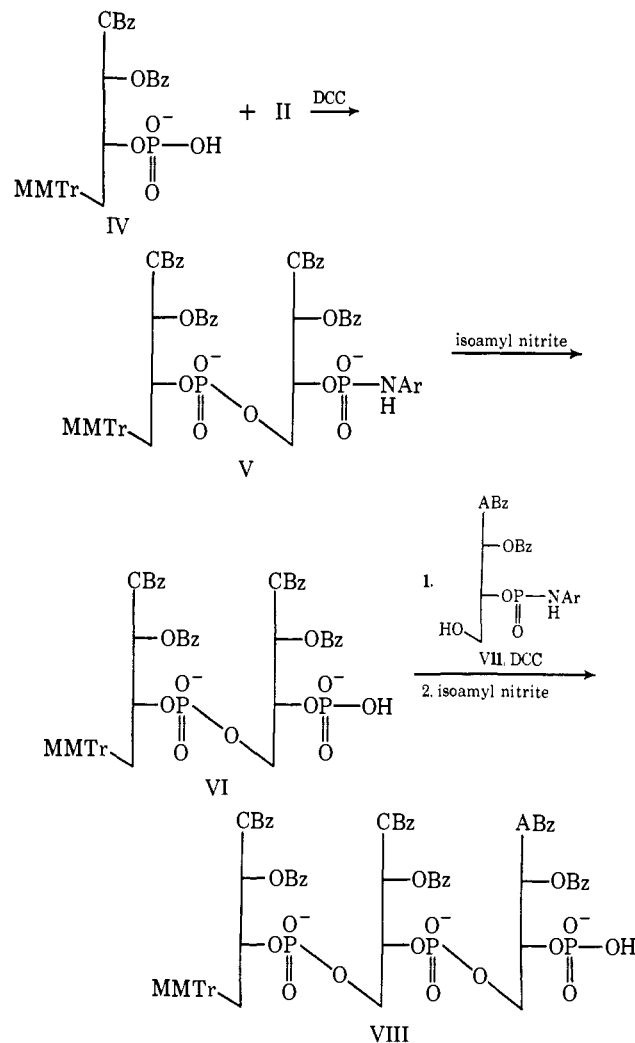 CBz
OBz
O⁻
OP—OH
O
MMTr
IV
+ II
DCC
CBz
CBz
OBz
OBz
O⁻
O⁻
OP
OP—NAr
H
O
O
O
MMTr
V
isoamyl nitrite
CBz
CBz
OBz
OBz
O⁻
O⁻
OP
OP—OH
O
O
O
MMTr
VI
1.
ABz
OBz
OP—NAr
H
O
HO
VII, DCC
2. isoamyl nitrite
CBz
CBz
ABz
OBz
OBz
OBz
O⁻
O⁻
O⁻
OP
OP
OP—OH
O
O
O
O
O
MMTr
VIII